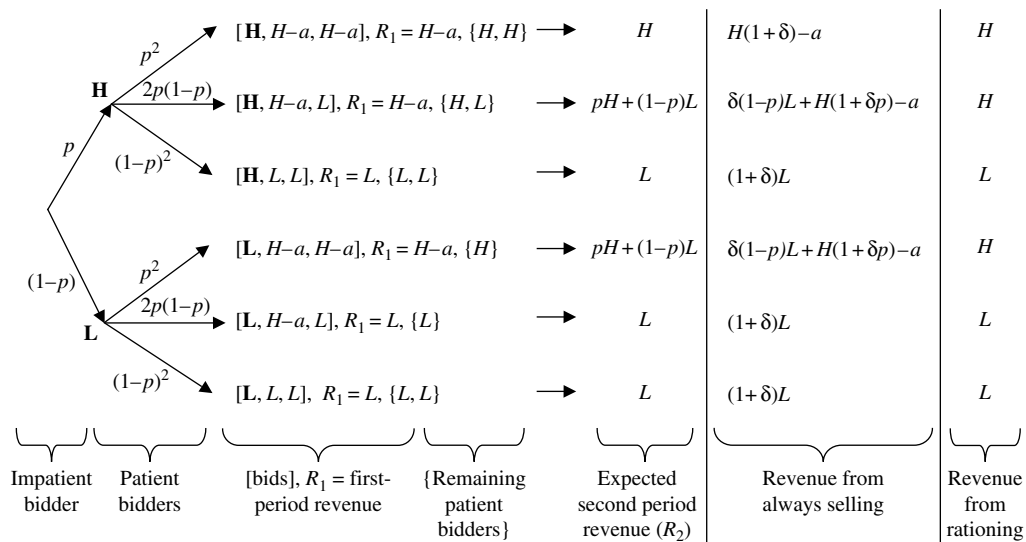 p² [H, H–a, H–a], R₁ = H–a, {H, H} H H(1+δ)–a H
H 2p(1–p) [H, H–a, L], R₁ = H–a, {H, L} pH + (1–p)L δ(1–p)L + H(1+δp)–a H
p
(1–p)² [H, L, L], R₁ = L, {L, L} L (1+δ)L L
p² [L, H–a, H–a], R₁ = H–a, {H} pH + (1–p)L δ(1–p)L + H(1+δp)–a H
(1–p)
L 2p(1–p) [L, H–a, L], R₁ = L, {L} L (1+δ)L L
(1–p)² [L, L, L], R₁ = L, {L, L} L (1+δ)L L
Impatient Patient [bids], R₁ = first- {Remaining Expected Revenue from Revenue
bidder bidders period revenue patient second period always selling from
bidders} revenue (R₂) rationing